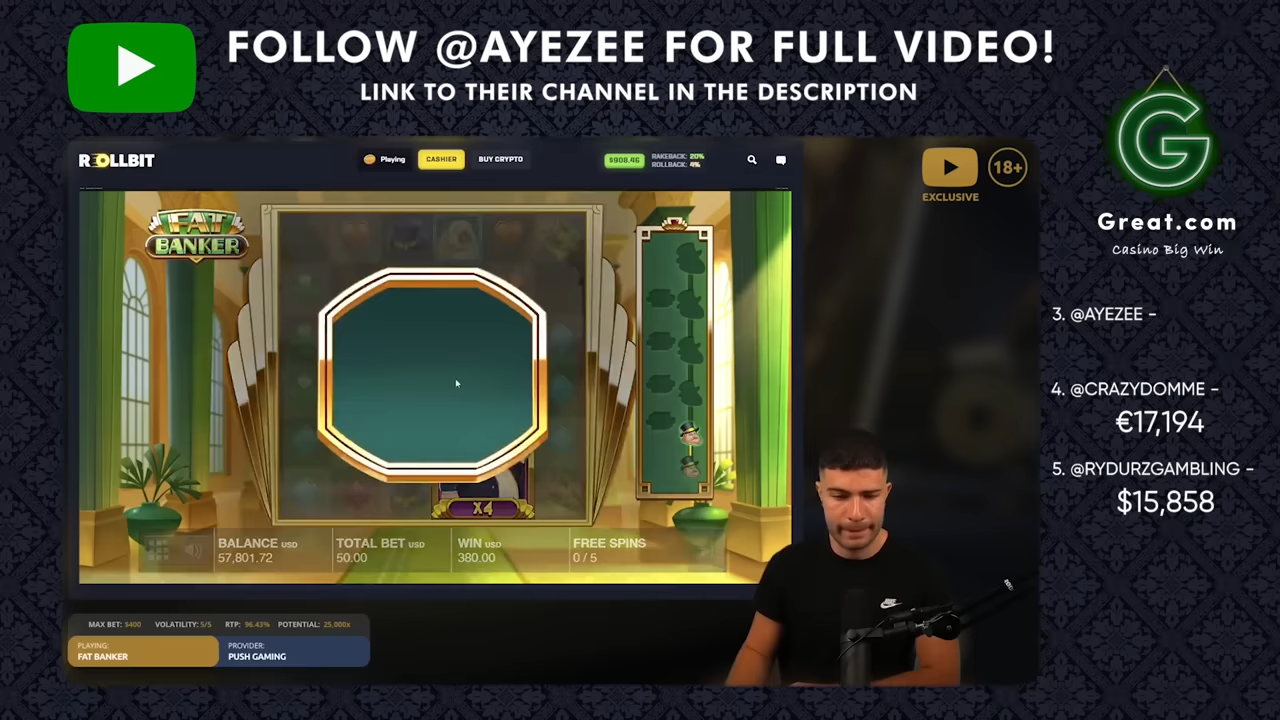 FOLLOW @AYEZEE FOR FULL VIDEO!
LINK TO THEIR CHANNEL IN THE DESCRIPTION
ROLLBIT
Playing
CASHIER
BUY CRYPTO
$908.46
RAKEBACK: 20%
ROLLBACK: 4%
EXCLUSIVE
18+
G
Great.com
Casino Big Win
FAT
BANKER
3. @AYEZEE -
4. @CRAZYDOMME -
€17,194
5. @RYDURZGAMBLING -
$15,858
X4
BALANCE USD
57,801.72
TOTAL BET USD
50.00
WIN USD
380.00
FREE SPINS
0 / 5
MAX BET: $400 VOLATILITY: 5/5 RTP: 96.43% POTENTIAL: 25,000x
PLAYING:
FAT BANKER
PROVIDER:
PUSH GAMING